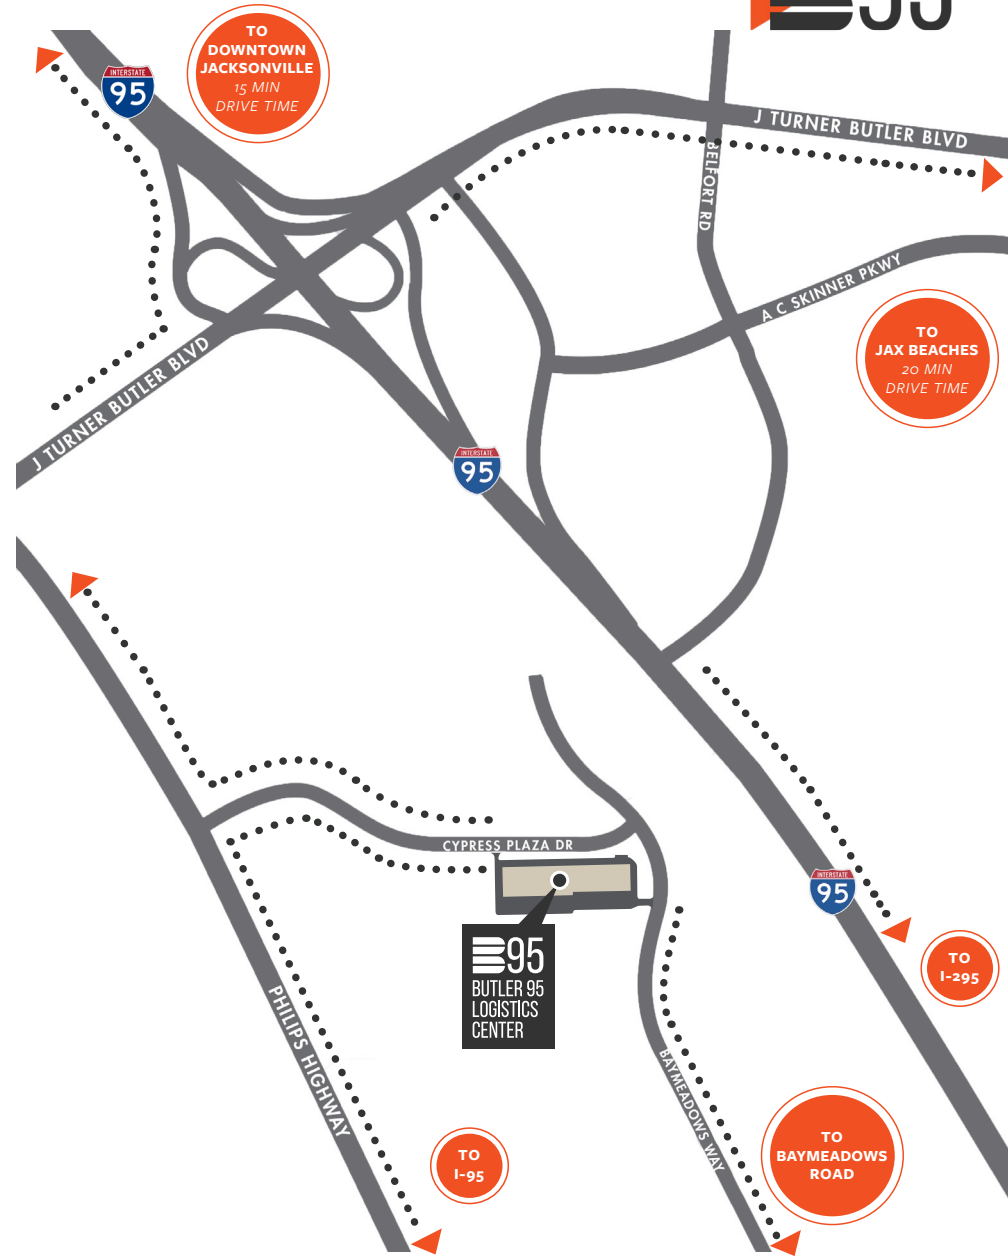 95
TO
DOWNTOWN
JACKSONVILLE
15 MIN
DRIVE TIME
INTERSTATE
95
J TURNER BUTLER BLVD
BELFORT RD
A C SKINNER PKWY
TO
JAX BEACHES
20 MIN
DRIVE TIME
J TURNER BUTLER BLVD
INTERSTATE
95
CYPRESS PLAZA DR
INTERSTATE
95
95
BUTLER 95
LOGISTICS
CENTER
TO
I-295
PHILIPS HIGHWAY
BAYMEADOWS WAY
TO
I-95
TO
BAYMEADOWS
ROAD